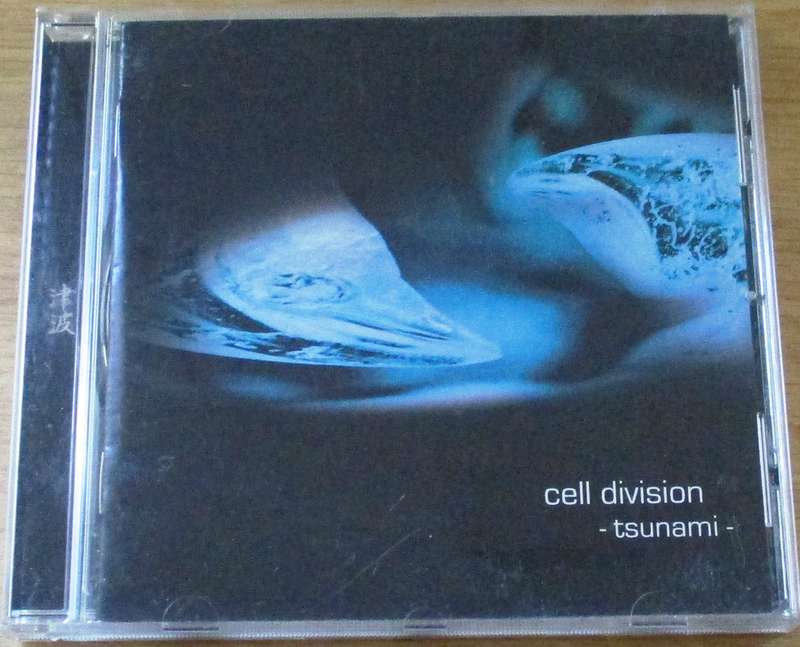 津波
cell division
- tsunami -